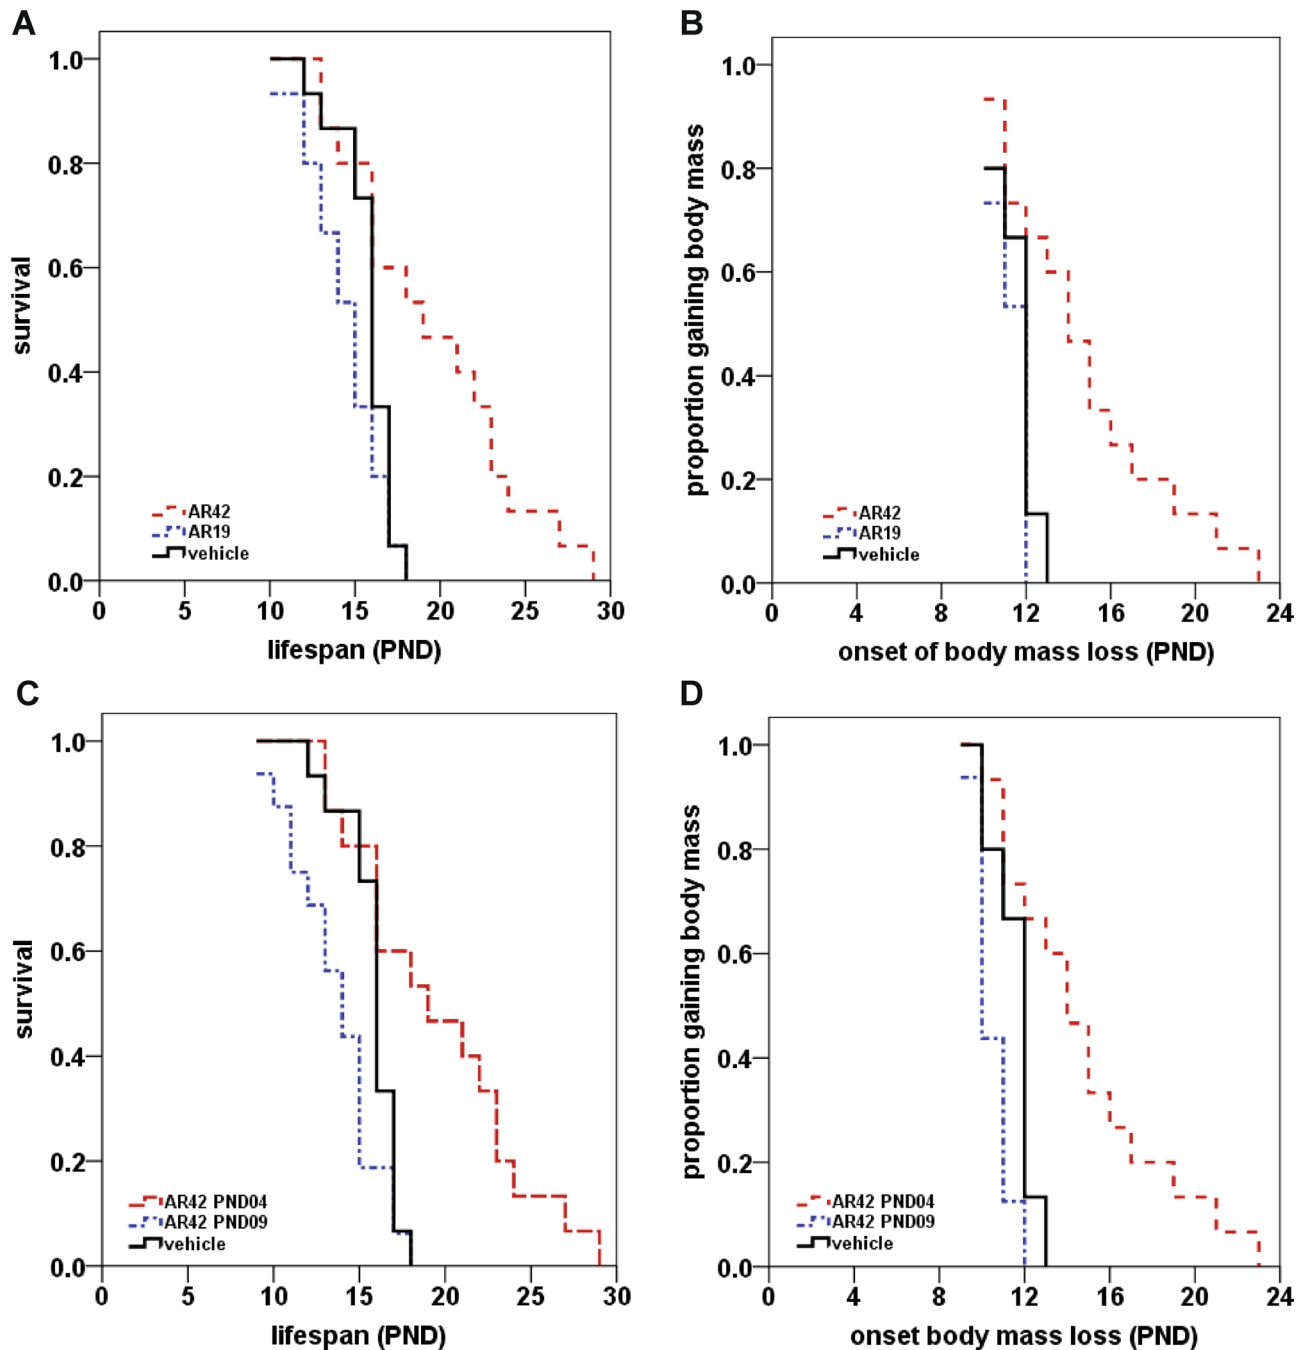 A
survival
1.0
0.8
0.6
0.4
0.2
0.0
AR42
AR19
vehicle
0 5 10 15 20 25 30
lifespan (PND)
B
proportion gaining body mass
1.0
0.8
0.6
0.4
0.2
0.0
AR42
AR19
vehicle
0 4 8 12 16 20 24
onset of body mass loss (PND)
C
survival
1.0
0.8
0.6
0.4
0.2
0.0
AR42 PND04
AR42 PND09
vehicle
0 5 10 15 20 25 30
lifespan (PND)
D
proportion gaining body mass
1.0
0.8
0.6
0.4
0.2
0.0
AR42 PND04
AR42 PND09
vehicle
0 4 8 12 16 20 24
onset body mass loss (PND)